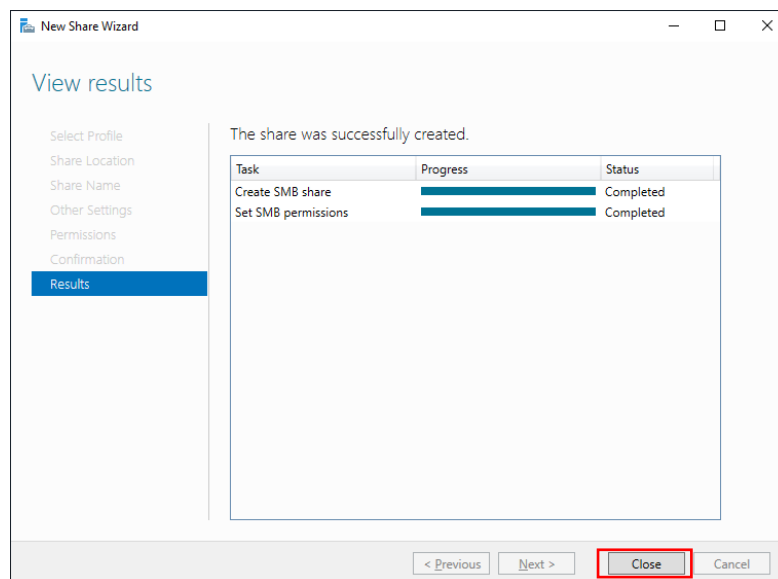 New Share Wizard
View results
Select Profile
Share Location
Share Name
Other Settings
Permissions
Confirmation
Results
The share was successfully created.
Task Progress Status
Create SMB share Completed
Set SMB permissions Completed
< Previous Next > Close Cancel